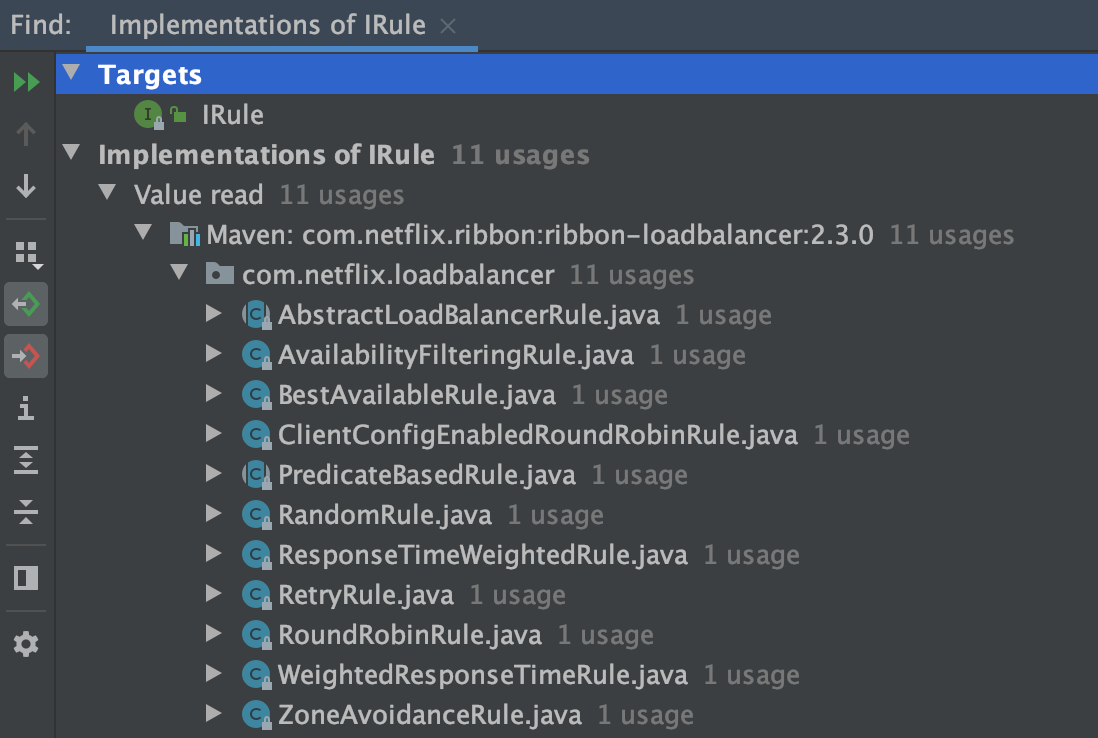 Find: Implementations of IRule
Targets
IRule
Implementations of IRule 11 usages
Value read 11 usages
Maven: com.netflix.ribbon:ribbon-loadbalancer:2.3.0 11 usages
com.netflix.loadbalancer 11 usages
AbstractLoadBalancerRule.java 1 usage
AvailabilityFilteringRule.java 1 usage
BestAvailableRule.java 1 usage
ClientConfigEnabledRoundRobinRule.java 1 usage
PredicateBasedRule.java 1 usage
RandomRule.java 1 usage
ResponseTimeWeightedRule.java 1 usage
RetryRule.java 1 usage
RoundRobinRule.java 1 usage
WeightedResponseTimeRule.java 1 usage
ZoneAvoidanceRule.java 1 usage